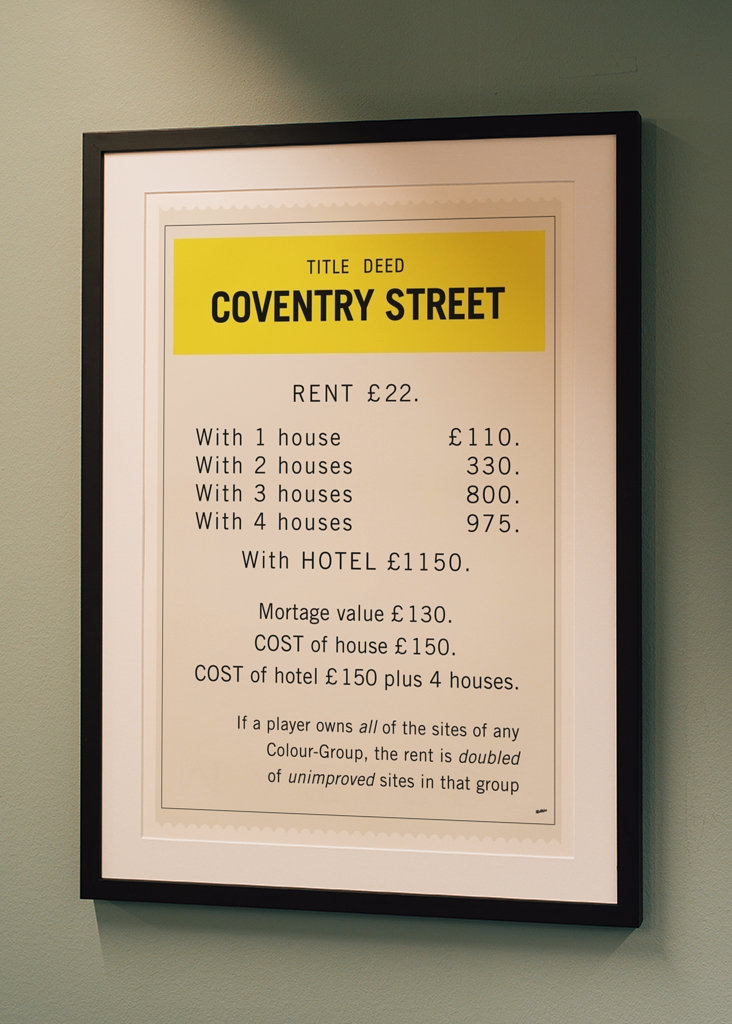 TITLE DEED
COVENTRY STREET
RENT £22.
With 1 house £110.
With 2 houses 330.
With 3 houses 800.
With 4 houses 975.
With HOTEL £1150.
Mortage value £130.
COST of house £150.
COST of hotel £150 plus 4 houses.
If a player owns all of the sites of any
Colour-Group, the rent is doubled
of unimproved sites in that group